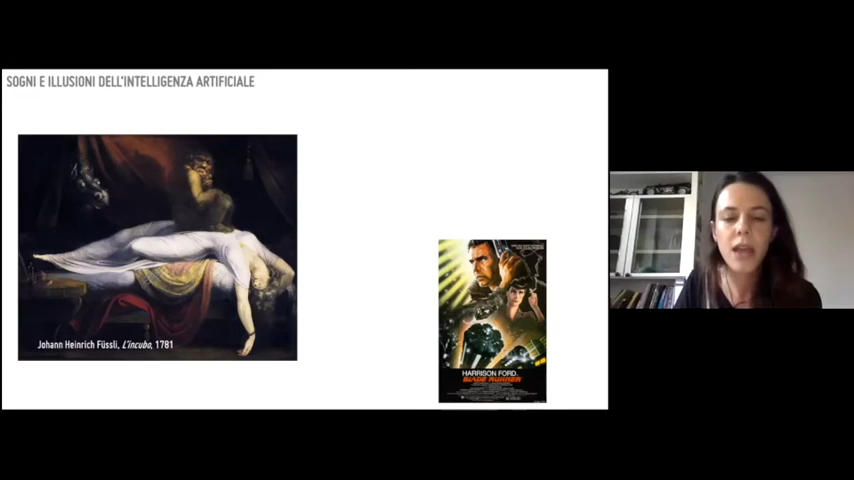 SOGNI E ILLUSIONI DELL'INTELLIGENZA ARTIFICIALE
Johann Heinrich Füssli, L'incubo, 1781
HARRISON FORD
BLADE RUNNER